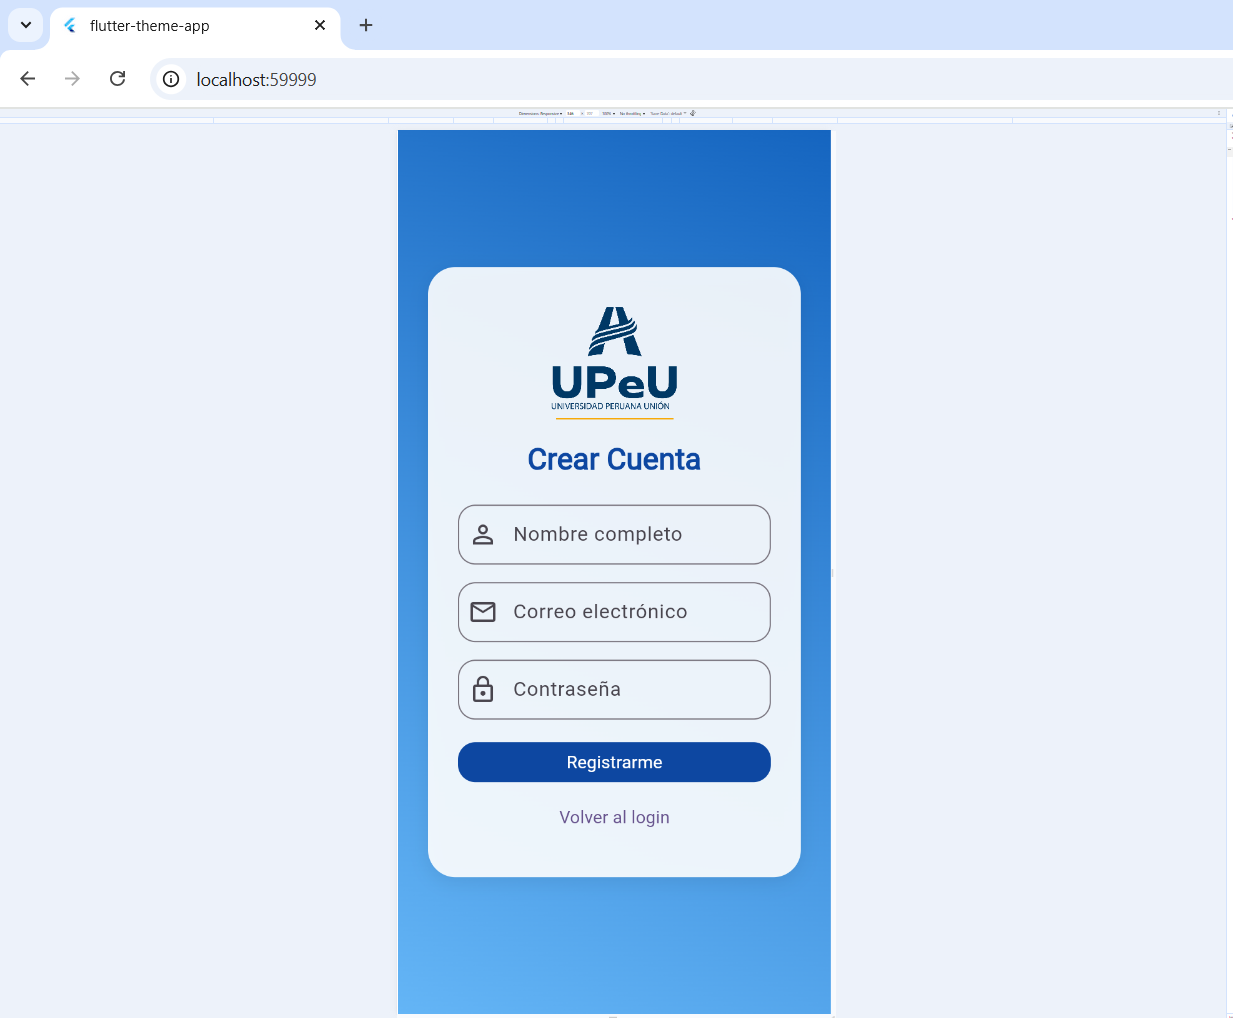 flutter-theme-app
localhost:59999
UPeU
UNIVERSIDAD PERUANA UNIÓN
Crear Cuenta
Nombre completo
Correo electrónico
Contraseña
Registrarme
Volver al login